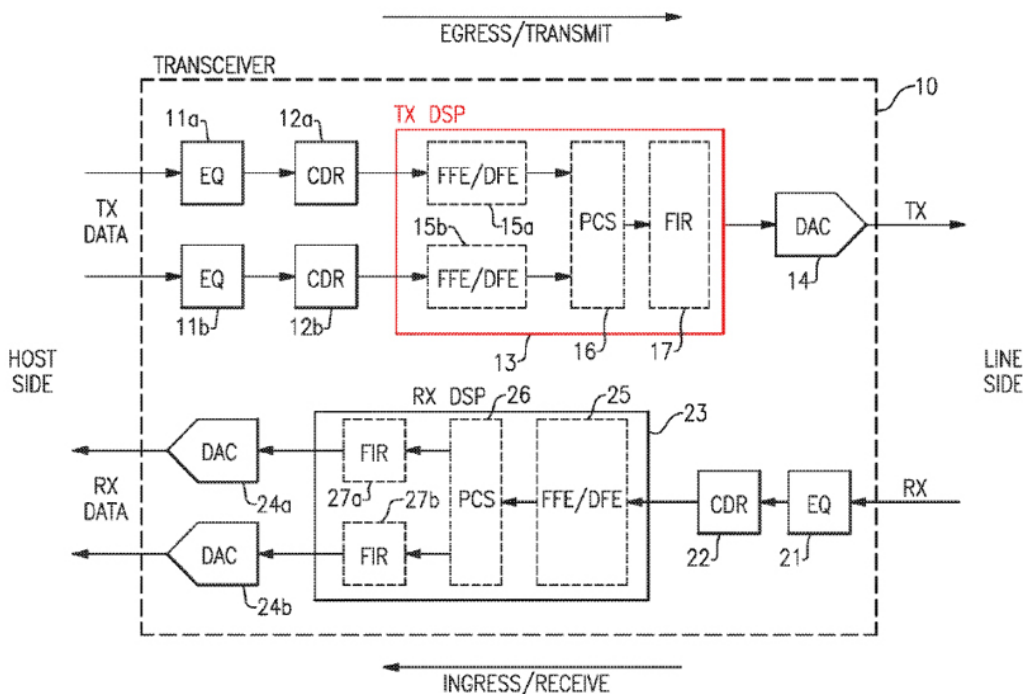 EGRESS/TRANSMIT
TRANSCEIVER
10
11a
12a
TX DSP
EQ
CDR
FFE/DFE
PCS
FIR
DAC
TX
TX
DATA
15b
15a
14
EQ
CDR
FFE/DFE
11b
12b
13
16
17
HOST
SIDE
LINE
SIDE
RX DSP
26
25
23
DAC
FIR
RX
DATA
24a
27a
27b
PCS
FFE/DFE
CDR
EQ
RX
DAC
FIR
22
21
24b
INGRESS/RECEIVE